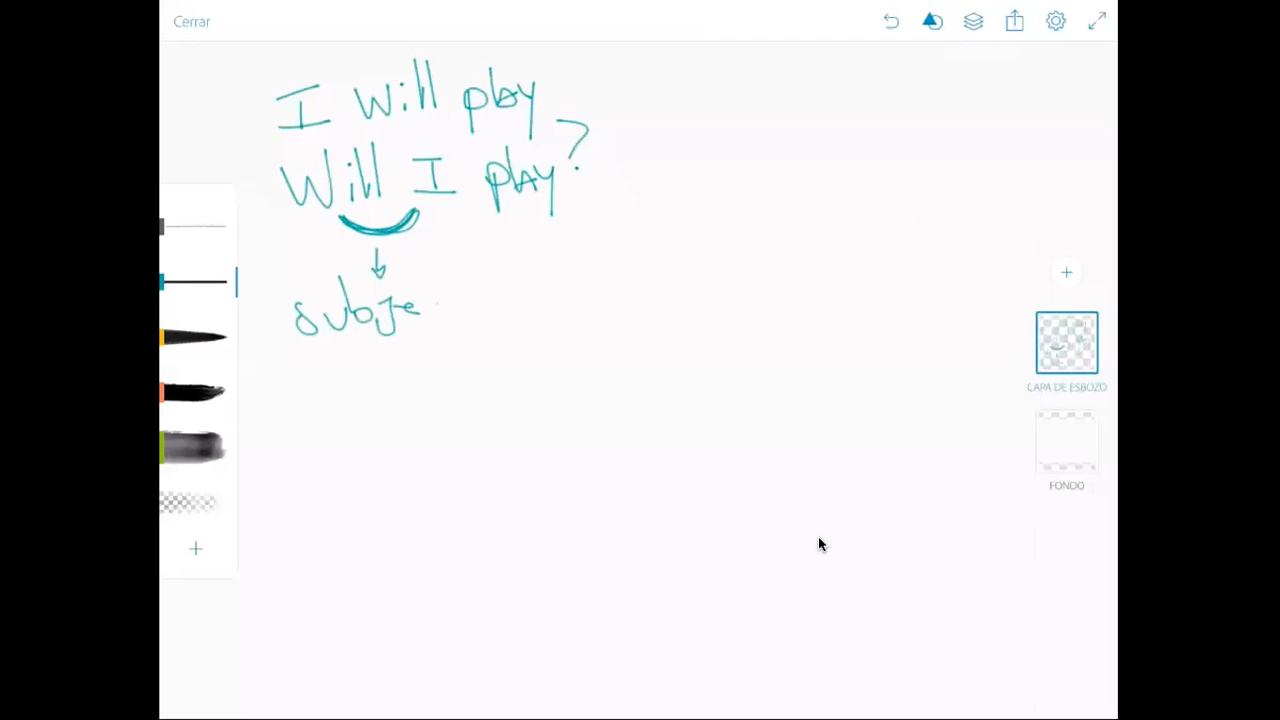 Cerrar
I will play
Will I play?
subje
CAPA DE ESBOZO
FONDO